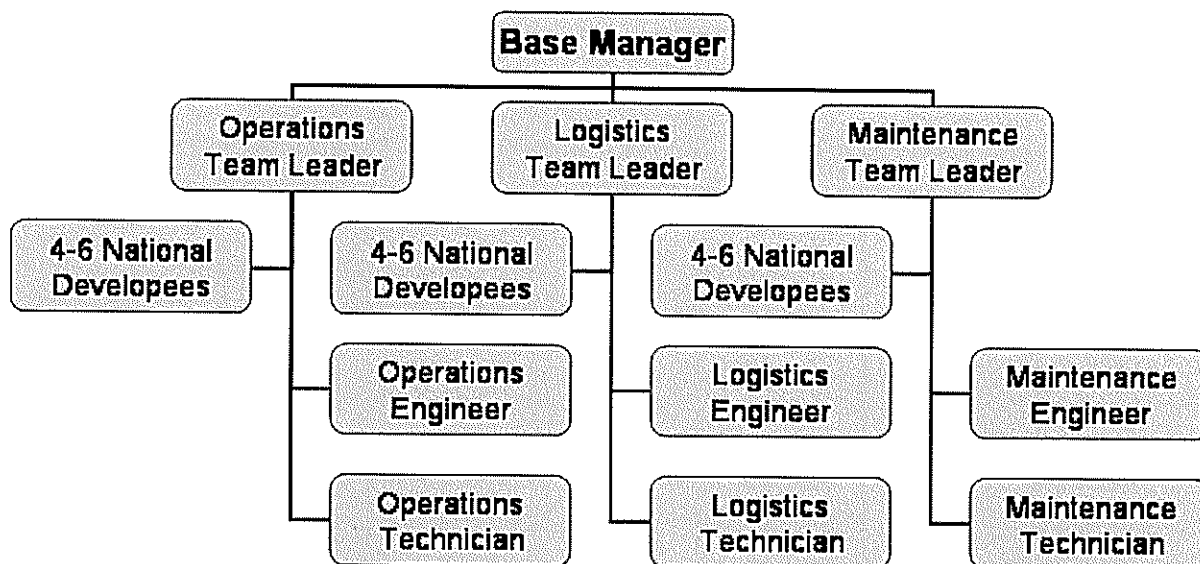 Base Manager
Operations
Team Leader
Logistics
Team Leader
Maintenance
Team Leader
4-6 National
Developees
4-6 National
Developees
4-6 National
Developees
Operations
Engineer
Logistics
Engineer
Maintenance
Engineer
Operations
Technician
Logistics
Technician
Maintenance
Technician